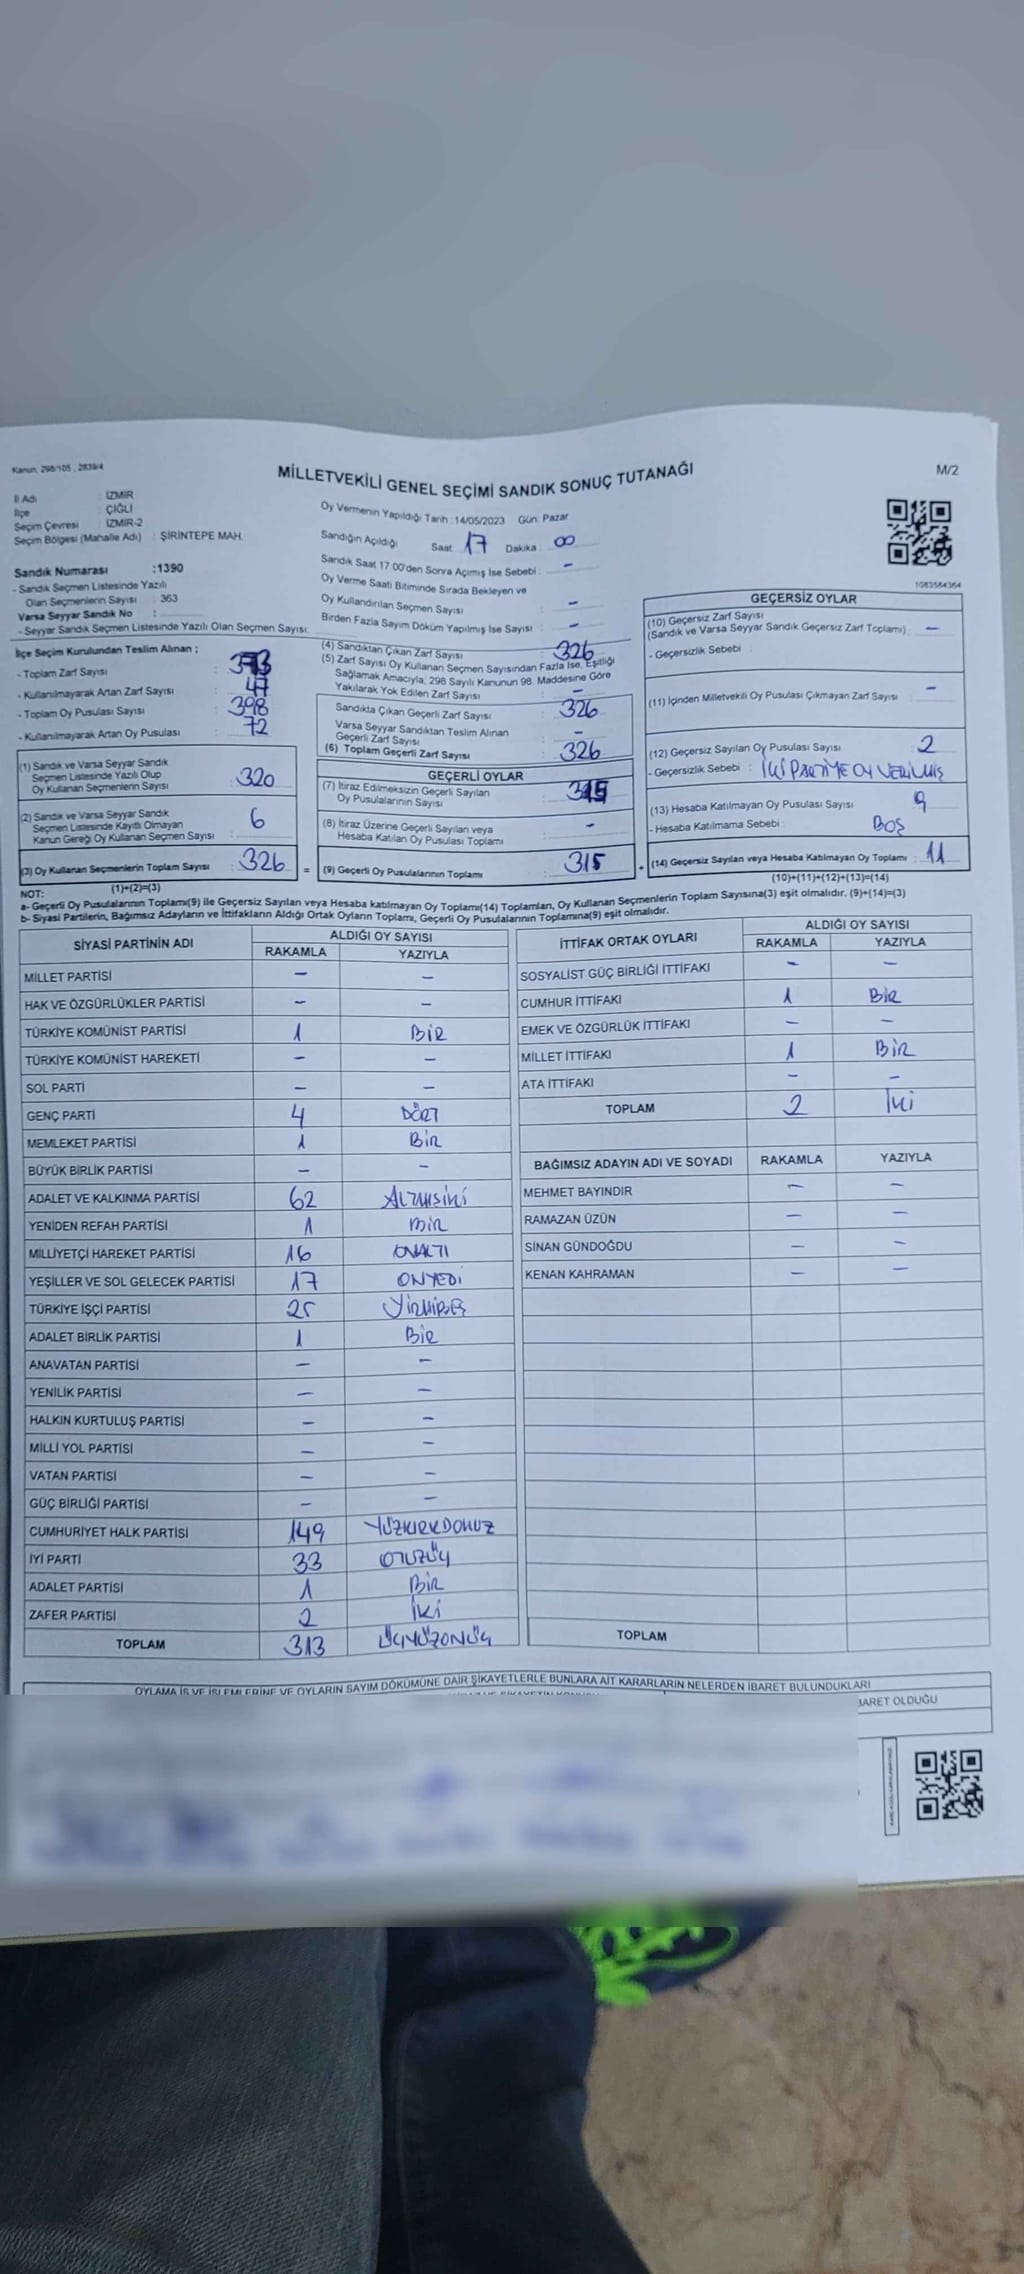 Kanun; 298/105 , 2839/4
MİLLETVEKİLİ GENEL SEÇİMİ SANDIK SONUÇ TUTANAĞI
M/2
İl Adı : İZMİR
İlçe : ÇİĞLİ
Seçim Çevresi : İZMİR-2
Seçim Bölgesi (Mahalle Adı) : ŞİRİNTEPE MAH.
Sandık Numarası :1390
- Sandık Seçmen Listesinde Yazılı
Olan Seçmenlerin Sayısı : 363
Varsa Seyyar Sandık No :
- Seyyar Sandık Seçmen Listesinde Yazılı Olan Seçmen Sayısı:
Oy Vermenin Yapıldığı Tarih :14/05/2023 Gün: Pazar
Sandığın Açıldığı Saat 17 Dakika : 00
Sandık Saat 17:00'den Sonra Açımış İse Sebebi : -
Oy Verme Saati Bitiminde Sırada Bekleyen ve
Oy Kullandırılan Seçmen Sayısı : -
Birden Fazla Sayım Döküm Yapılmış İse Sayısı : -
1083584364
İlçe Seçim Kurulundan Teslim Alınan ;
- Toplam Zarf Sayısı :
- Kullanılmayarak Artan Zarf Sayısı : 47
- Toplam Oy Pusulası Sayısı : 398
- Kullanılmayarak Artan Oy Pusulası : 72
(1) Sandık ve Varsa Seyyar Sandık
Seçmen Listesinde Yazılı Olup
Oy Kullanan Seçmenlerin Sayısı : 320
(2) Sandık ve Varsa Seyyar Sandık
Seçmen Listesinde Kayıtlı Olmayan
Kanun Gereği Oy Kullanan Seçmen Sayısı : 6
(3) Oy Kullanan Seçmenlerin Toplam Sayısı : 326
(1)+(2)=(3)
(4) Sandıktan Çıkan Zarf Sayısı : 326
(5) Zarf Sayısı Oy Kullanan Seçmen Sayısından Fazla İse, Eşitliği
Sağlamak Amacıyla, 298 Sayılı Kanunun 98. Maddesine Göre
Yakılarak Yok Edilen Zarf Sayısı : -
Sandıkta Çıkan Geçerli Zarf Sayısı : 326
Varsa Seyyar Sandıktan Teslim Alınan
Geçerli Zarf Sayısı : -
(6) Toplam Geçerli Zarf Sayısı : 326
GEÇERLİ OYLAR
(7) İtiraz Edilmeksizin Geçerli Sayılan
Oy Pusulalarının Sayısı : 315
(8) İtiraz Üzerine Geçerli Sayılan veya
Hesaba Katılan Oy Pusulası Toplamı : -
= (9) Geçerli Oy Pusulalarının Toplamı : 315
GEÇERSİZ OYLAR
(10) Geçersiz Zarf Sayısı
(Sandık ve Varsa Seyyar Sandık Geçersiz Zarf Toplamı) : -
- Geçersizlik Sebebi :
(11) İçinden Milletvekili Oy Pusulası Çıkmayan Zarf Sayısı : -
(12) Geçersiz Sayılan Oy Pusulası Sayısı : 2
- Geçersizlik Sebebi : İKİ PARTİYE OY VERİLMİŞ
(13) Hesaba Katılmayan Oy Pusulası Sayısı : 9
- Hesaba Katılmama Sebebi : BOŞ
+ (14) Geçersiz Sayılan veya Hesaba Katılmayan Oy Toplamı : 11
(10)+(11)+(12)+(13)=(14)
NOT:
a- Geçerli Oy Pusulalarının Toplamı(9) ile Geçersiz Sayılan veya Hesaba katılmayan Oy Toplamı(14) Toplamları, Oy Kullanan Seçmenlerin Toplam Sayısına(3) eşit olmalıdır. (9)+(14)=(3)
b- Siyasi Partilerin, Bağımsız Adayların ve İttifakların Aldığı Ortak Oyların Toplamı, Geçerli Oy Pusulalarının Toplamına(9) eşit olmalıdır.
SİYASİ PARTİNİN ADI ALDIĞI OY SAYISI
RAKAMLA YAZIYLA
MİLLET PARTİSİ - -
HAK VE ÖZGÜRLÜKLER PARTİSİ - -
TÜRKİYE KOMÜNİST PARTİSİ 1 BİR
TÜRKİYE KOMÜNİST HAREKETİ - -
SOL PARTİ - -
GENÇ PARTİ 4 DÖRT
MEMLEKET PARTİSİ 1 BİR
BÜYÜK BİRLİK PARTİSİ - -
ADALET VE KALKINMA PARTİSİ 62 ALTMIŞİKİ
YENİDEN REFAH PARTİSİ 1 BİR
MİLLİYETÇİ HAREKET PARTİSİ 16 ONALTI
YEŞİLLER VE SOL GELECEK PARTİSİ 17 ONYEDİ
TÜRKİYE İŞÇİ PARTİSİ 25 YİRMİBEŞ
ADALET BİRLİK PARTİSİ 1 BİR
ANAVATAN PARTİSİ - -
YENİLİK PARTİSİ - -
HALKIN KURTULUŞ PARTİSİ - -
MİLLİ YOL PARTİSİ - -
VATAN PARTİSİ - -
GÜÇ BİRLİĞİ PARTİSİ - -
CUMHURİYET HALK PARTİSİ 149 YÜZKIRKDOKUZ
İYİ PARTİ 33 OTUZÜÇ
ADALET PARTİSİ 1 BİR
ZAFER PARTİSİ 2 İKİ
TOPLAM 313 ÜÇYÜZONÜÇ
İTTİFAK ORTAK OYLARI ALDIĞI OY SAYISI
RAKAMLA YAZIYLA
SOSYALİST GÜÇ BİRLİĞİ İTTİFAKI - -
CUMHUR İTTİFAKI 1 BİR
EMEK VE ÖZGÜRLÜK İTTİFAKI - -
MİLLET İTTİFAKI 1 BİR
ATA İTTİFAKI - -
TOPLAM 2 İKİ
BAĞIMSIZ ADAYIN ADI VE SOYADI RAKAMLA YAZIYLA
MEHMET BAYINDIR - -
RAMAZAN ÜZÜN - -
SİNAN GÜNDOĞDU - -
KENAN KAHRAMAN - -
TOPLAM
OYLAMA İŞ VE İŞLEMLERİNE VE OYLARIN SAYIM DÖKÜMÜNE DAİR ŞİKAYETLERLE BUNLARA AİT KARARLARIN NELERDEN İBARET BULUNDUKLARI
İBARET OLDUĞU